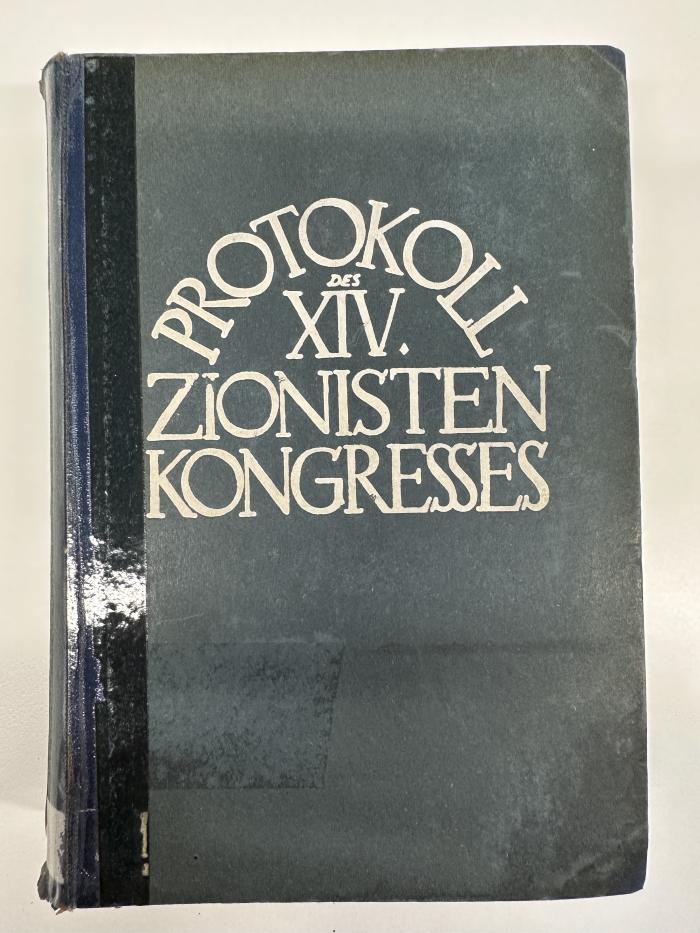 PROTOKOLL
DES
XIV.
ZIONISTEN
KONGRESSES